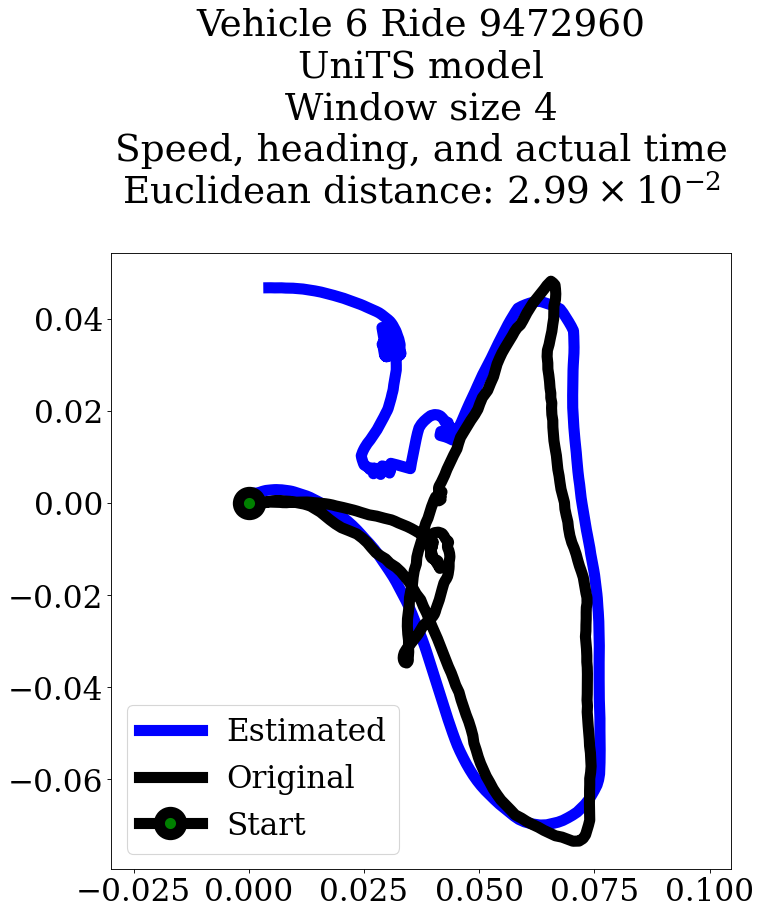 Vehicle 6 Ride 9472960
UniTS model
Window size 4
Speed, heading, and actual time
Euclidean distance: 2.99 × 10⁻²
0.04
0.02
0.00
−0.02
−0.04
−0.06
Estimated
Original
Start
−0.025 0.000 0.025 0.050 0.075 0.100